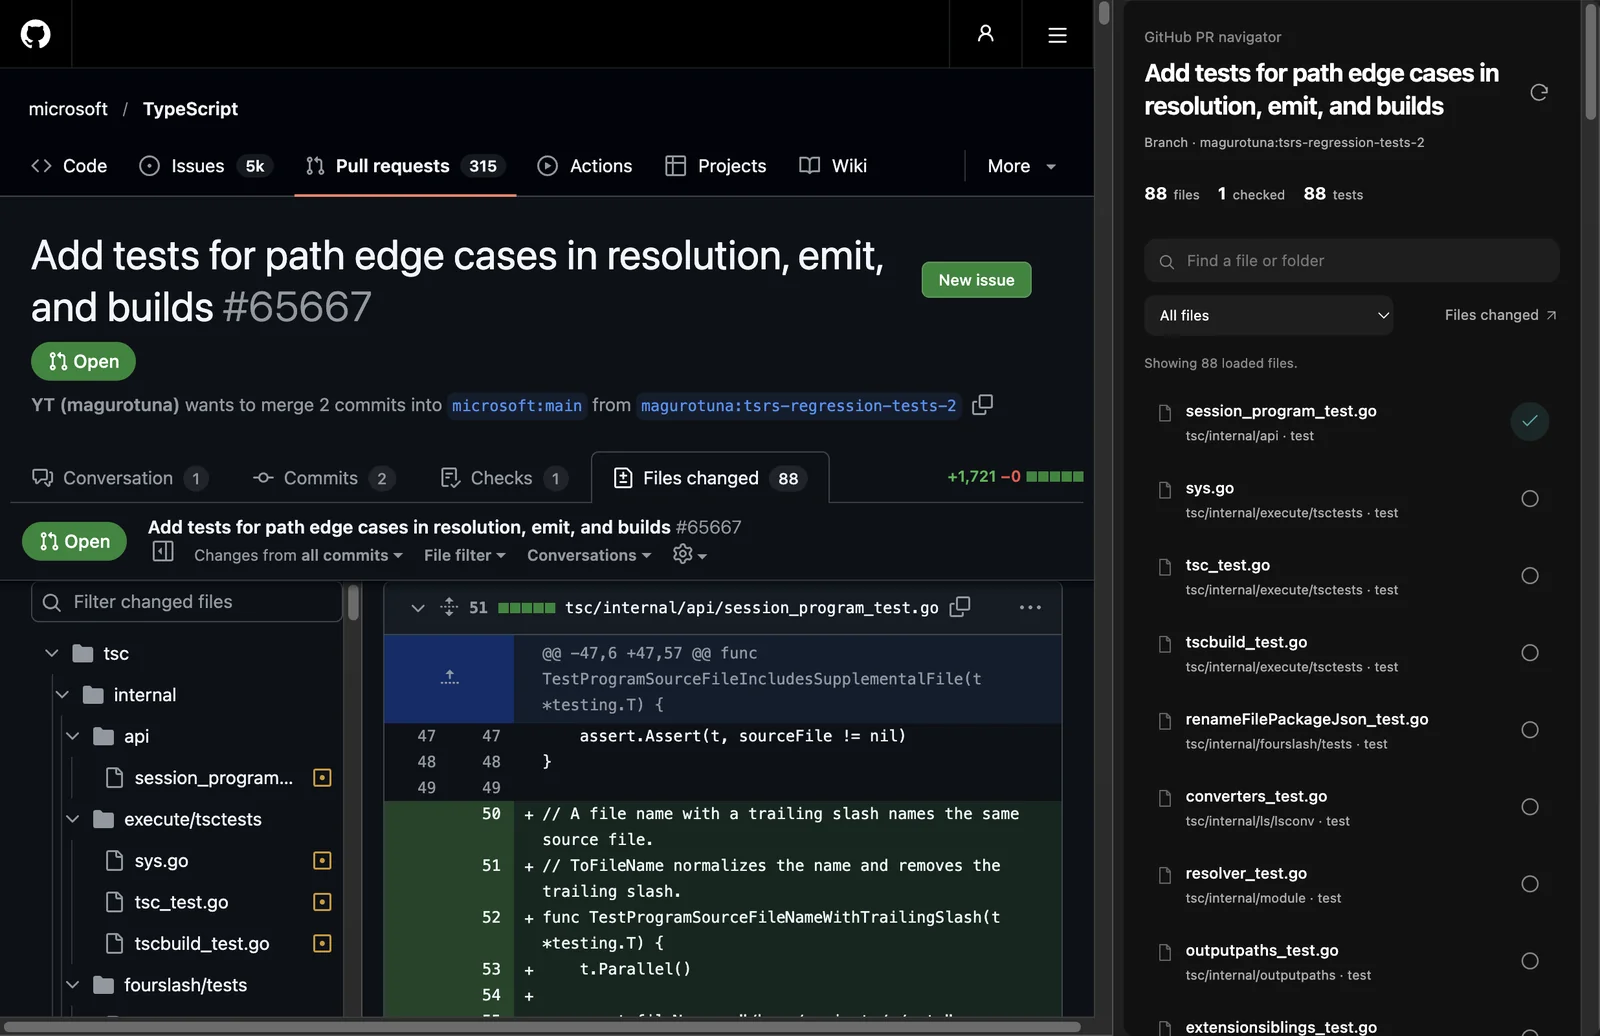 microsoft / TypeScript
Code
Issues 5k
Pull requests 315
Actions
Projects
Wiki
More
Add tests for path edge cases in resolution, emit,
and builds #65667
New issue
Open
YT (magurotuna) wants to merge 2 commits into microsoft:main from magurotuna:tsrs-regression-tests-2
Conversation 1
Commits 2
Checks 1
Files changed 88
+1,721 −0
Open
Add tests for path edge cases in resolution, emit, and builds #65667
Changes from all commits
File filter
Conversations
Filter changed files
tsc
internal
api
session_program...
execute/tsctests
sys.go
tsc_test.go
tscbuild_test.go
fourslash/tests
51 tsc/internal/api/session_program_test.go
@@ -47,6 +47,57 @@ func
TestProgramSourceFileIncludesSupplementalFile(t
*testing.T) {
47 47 assert.Assert(t, sourceFile != nil)
48 48 }
49 49
50 + // A file name with a trailing slash names the same
source file.
51 + // ToFileName normalizes the name and removes the
trailing slash.
52 + func TestProgramSourceFileNameWithTrailingSlash(t
*testing.T) {
53 + t.Parallel()
54 +
GitHub PR navigator
Add tests for path edge cases in
resolution, emit, and builds
Branch · magurotuna:tsrs-regression-tests-2
88 files 1 checked 88 tests
Find a file or folder
All files
Files changed ↗
Showing 88 loaded files.
session_program_test.go
tsc/internal/api · test
sys.go
tsc/internal/execute/tsctests · test
tsc_test.go
tsc/internal/execute/tsctests · test
tscbuild_test.go
tsc/internal/execute/tsctests · test
renameFilePackageJson_test.go
tsc/internal/fourslash/tests · test
converters_test.go
tsc/internal/ls/lsconv · test
resolver_test.go
tsc/internal/module · test
outputpaths_test.go
tsc/internal/outputpaths · test
extensionsiblings_test.go